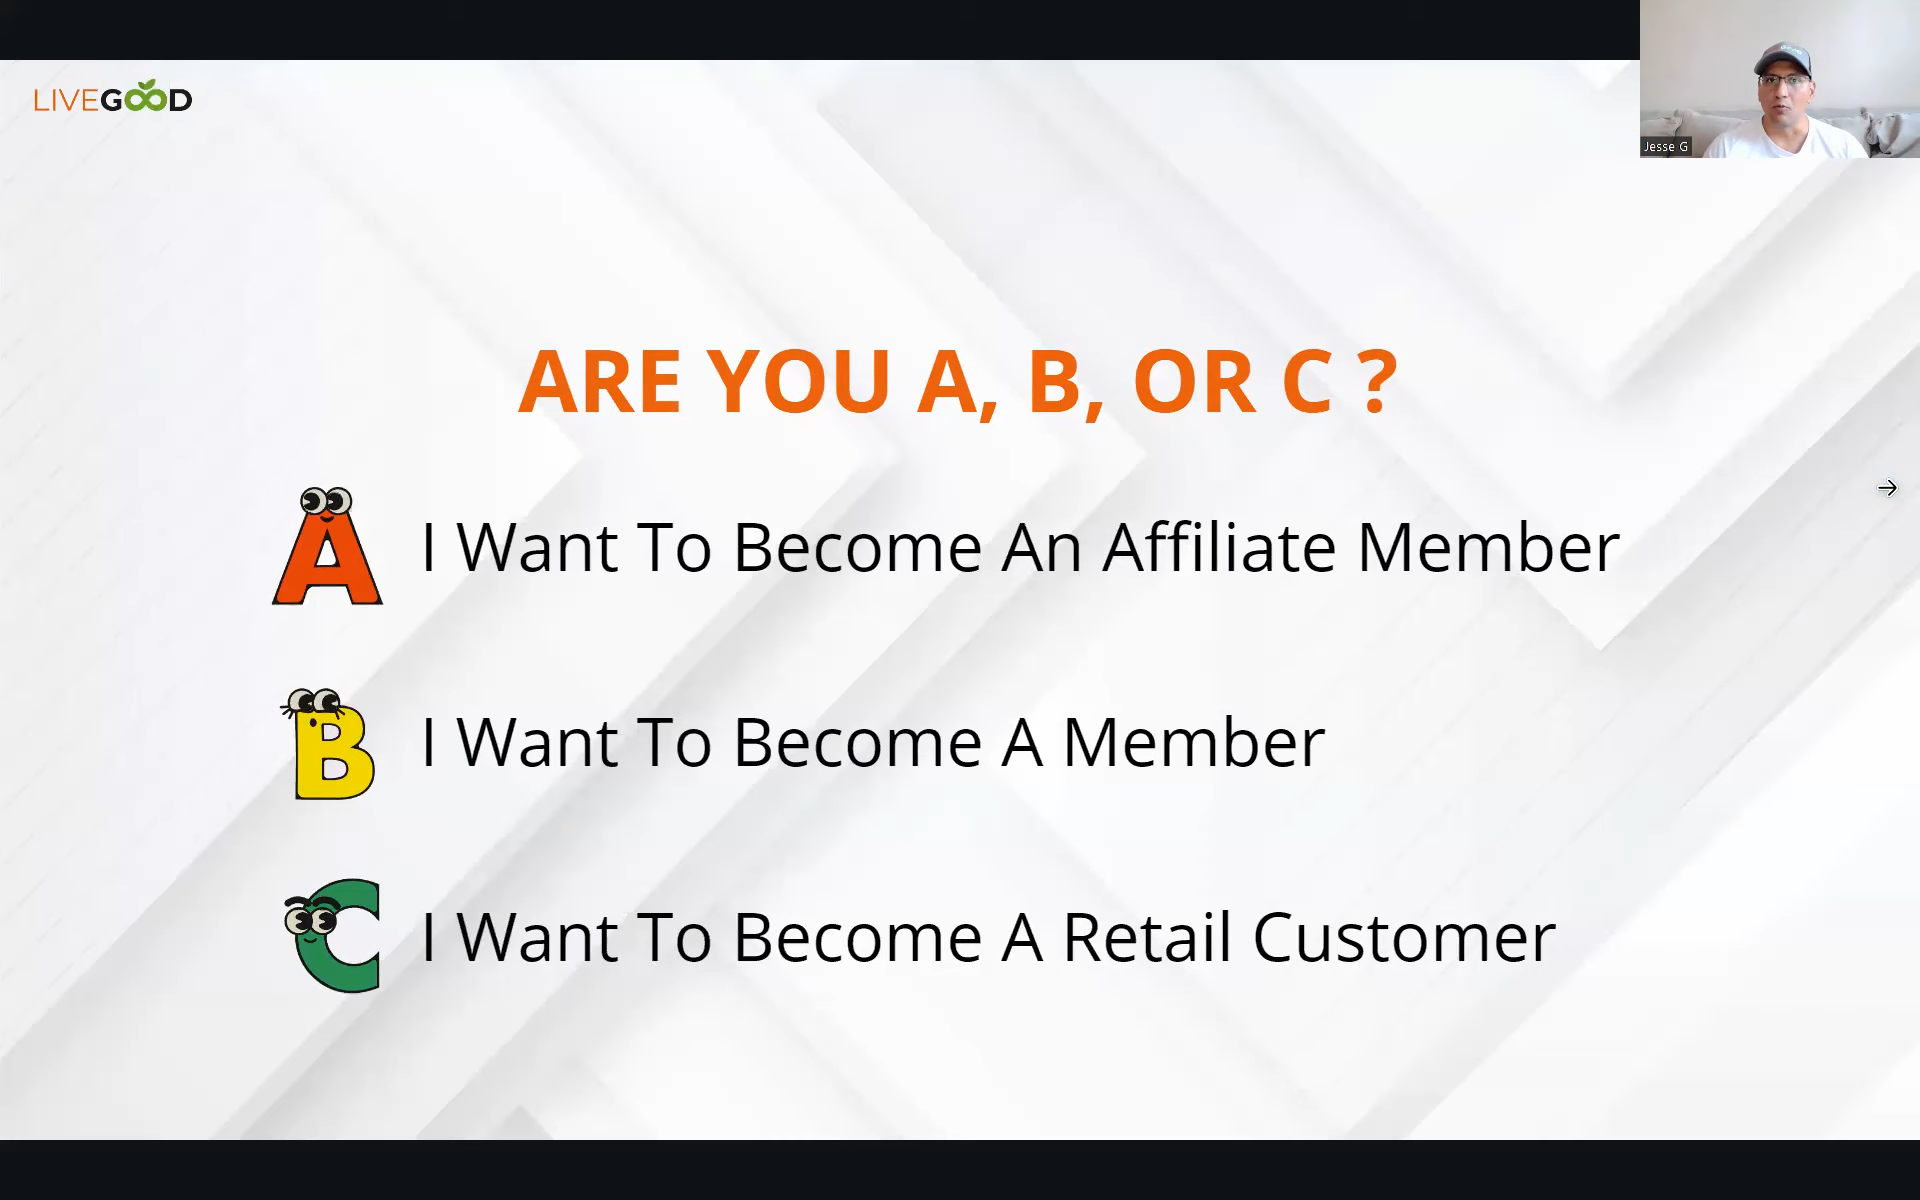 LIVEGOOD
Jesse G
ARE YOU A, B, OR C ?
A I Want To Become An Affiliate Member
B I Want To Become A Member
C I Want To Become A Retail Customer